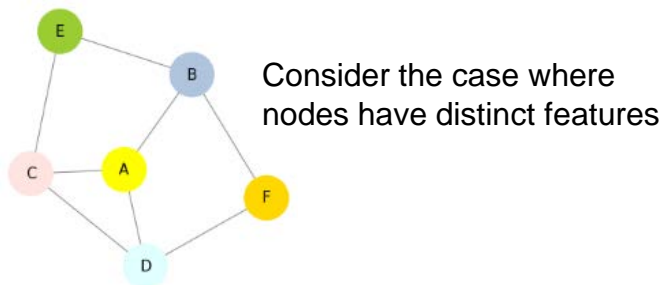 E
B
Consider the case where
nodes have distinct features
C
A
F
D